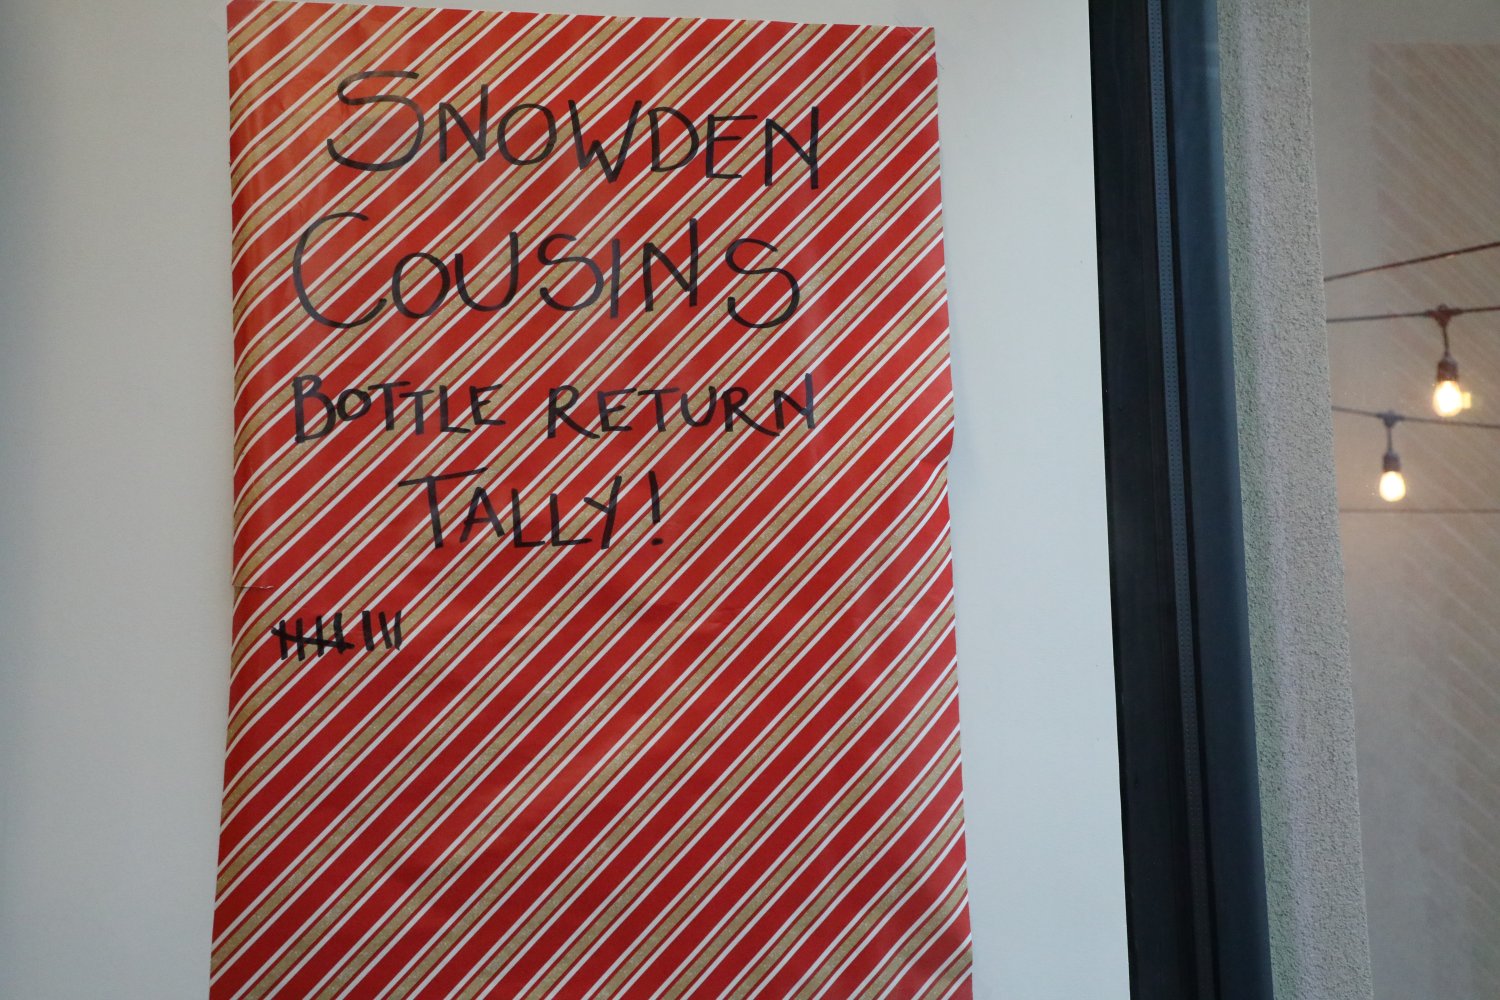 SNOWDEN
COUSINS
BOTTLE RETURN
TALLY!